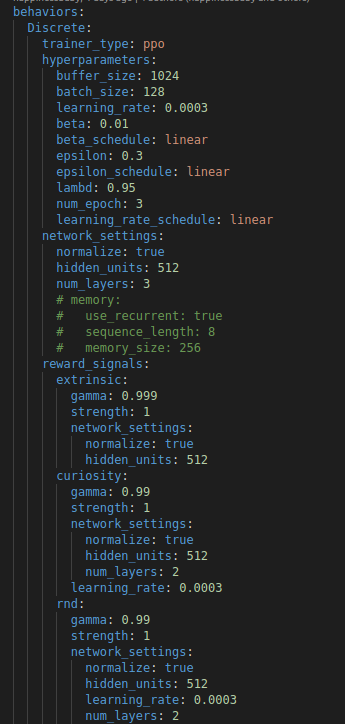 behaviors:
Discrete:
trainer_type: ppo
hyperparameters:
buffer_size: 1024
batch_size: 128
learning_rate: 0.0003
beta: 0.01
beta_schedule: linear
epsilon: 0.3
epsilon_schedule: linear
lambd: 0.95
num_epoch: 3
learning_rate_schedule: linear
network_settings:
normalize: true
hidden_units: 512
num_layers: 3
# memory:
#   use_recurrent: true
#   sequence_length: 8
#   memory_size: 256
reward_signals:
extrinsic:
gamma: 0.999
strength: 1
network_settings:
normalize: true
hidden_units: 512
curiosity:
gamma: 0.99
strength: 1
network_settings:
normalize: true
hidden_units: 512
num_layers: 2
learning_rate: 0.0003
rnd:
gamma: 0.99
strength: 1
network_settings:
normalize: true
hidden_units: 512
learning_rate: 0.0003
num_layers: 2